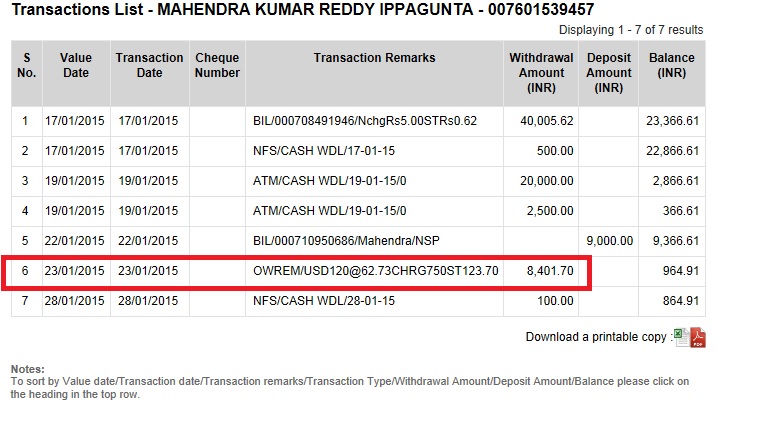 Transactions List - MAHENDRA KUMAR REDDY IPPAGUNTA - 007601539457
Displaying 1 - 7 of 7 results
S No. Value Date Transaction Date Cheque Number Transaction Remarks Withdrawal Amount (INR) Deposit Amount (INR) Balance (INR)
1 17/01/2015 17/01/2015 BIL/000708491946/NchgRs5.00STRs0.62 40,005.62 23,366.61
2 17/01/2015 17/01/2015 NFS/CASH WDL/17-01-15 500.00 22,866.61
3 19/01/2015 19/01/2015 ATM/CASH WDL/19-01-15/0 20,000.00 2,866.61
4 19/01/2015 19/01/2015 ATM/CASH WDL/19-01-15/0 2,500.00 366.61
5 22/01/2015 22/01/2015 BIL/000710950686/Mahendra/NSP 9,000.00 9,366.61
6 23/01/2015 23/01/2015 OWREM/USD120@62.73CHRG750ST123.70 8,401.70 964.91
7 28/01/2015 28/01/2015 NFS/CASH WDL/28-01-15 100.00 864.91
Download a printable copy :
Notes:
To sort by Value date/Transaction date/Transaction remarks/Transaction Type/Withdrawal Amount/Deposit Amount/Balance please click on
the heading in the top row.